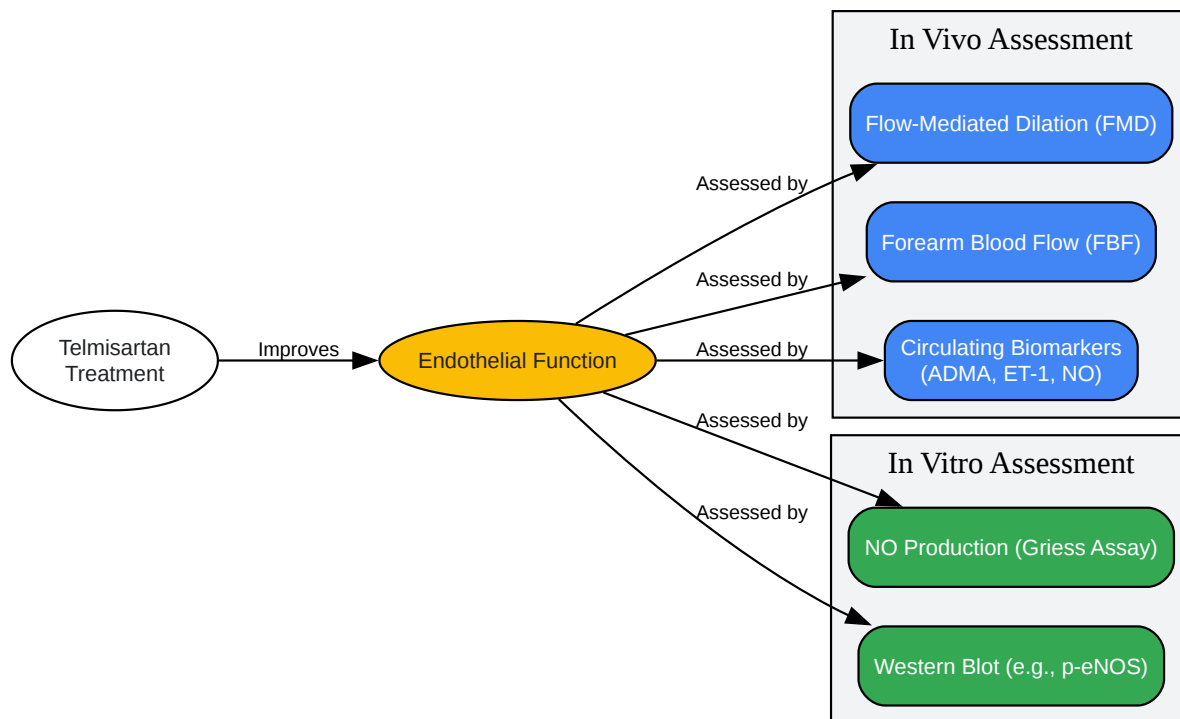 Telmisartan
Treatment
Improves
Endothelial Function
Assessed by
Assessed by
Assessed by
Assessed by
Assessed by
In Vivo Assessment
Flow-Mediated Dilation (FMD)
Forearm Blood Flow (FBF)
Circulating Biomarkers
(ADMA, ET-1, NO)
In Vitro Assessment
NO Production (Griess Assay)
Western Blot (e.g., p-eNOS)